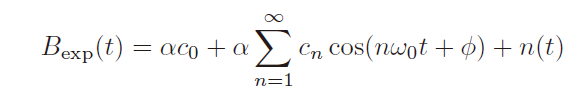 B_exp(t) = αc_0 + α ∑_{n=1}^{∞} c_n cos(nω_0t + ϕ) + n(t)